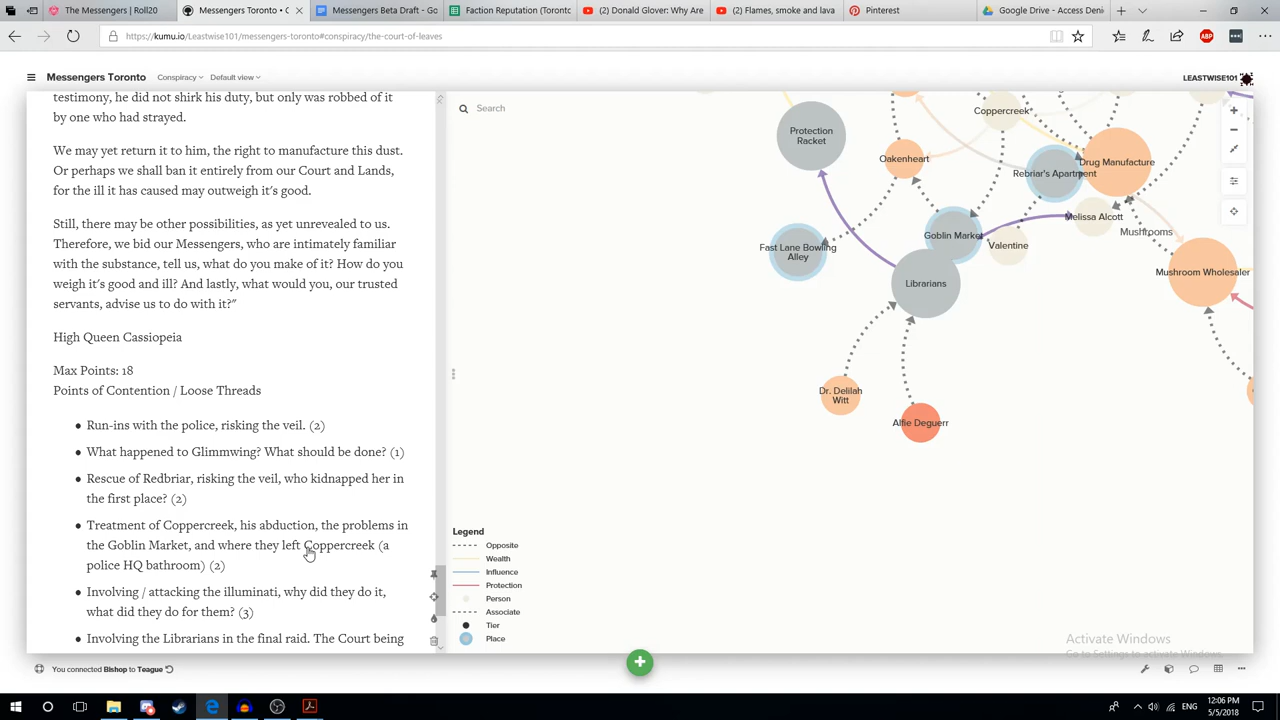 The Messengers | Roll20
Messengers Toronto • C
Messengers Beta Draft - Go
Faction Reputation (Toronto
(2) Donald Glover: Why Are
(2) Flames, smoke and lava
Pinterest
Google Drive - Access Deni
https://kumu.io/Leastwise101/messengers-toronto#conspiracy/the-court-of-leaves
ABP
Messengers Toronto
Conspiracy
Default view
LEASTWISE101
testimony, he did not shirk his duty, but only was robbed of it
by one who had strayed.
We may yet return it to him, the right to manufacture this dust.
Or perhaps we shall ban it entirely from our Court and Lands,
for the ill it has caused may outweigh it's good.
Still, there may be other possibilities, as yet unrevealed to us.
Therefore, we bid our Messengers, who are intimately familiar
with the substance, tell us, what do you make of it? How do you
weigh it's good and ill? And lastly, what would you, our trusted
servants, advise us to do with it?"
High Queen Cassiopeia
Max Points: 18
Points of Contention / Loose Threads
Run-ins with the police, risking the veil. (2)
What happened to Glimmwing? What should be done? (1)
Rescue of Redbriar, risking the veil, who kidnapped her in
the first place? (2)
Treatment of Coppercreek, his abduction, the problems in
the Goblin Market, and where they left Coppercreek (a
police HQ bathroom) (2)
Involving / attacking the illuminati, why did they do it,
what did they do for them? (3)
Involving the Librarians in the final raid. The Court being
Search
Protection
Racket
Coppercreek
Oakenheart
Drug Manufacture
Rebriar's Apartment
Melissa Alcott
Mushrooms
Goblin Market
Valentine
Fast Lane Bowling
Alley
Mushroom Wholesaler
Librarians
Dr. Delilah
Witt
Alfie Deguerr
Legend
Opposite
Wealth
Influence
Protection
Person
Associate
Tier
Place
Activate Windows
Go to Settings to activate Windows.
You connected Bishop to Teague
ENG
12:06 PM
5/5/2018